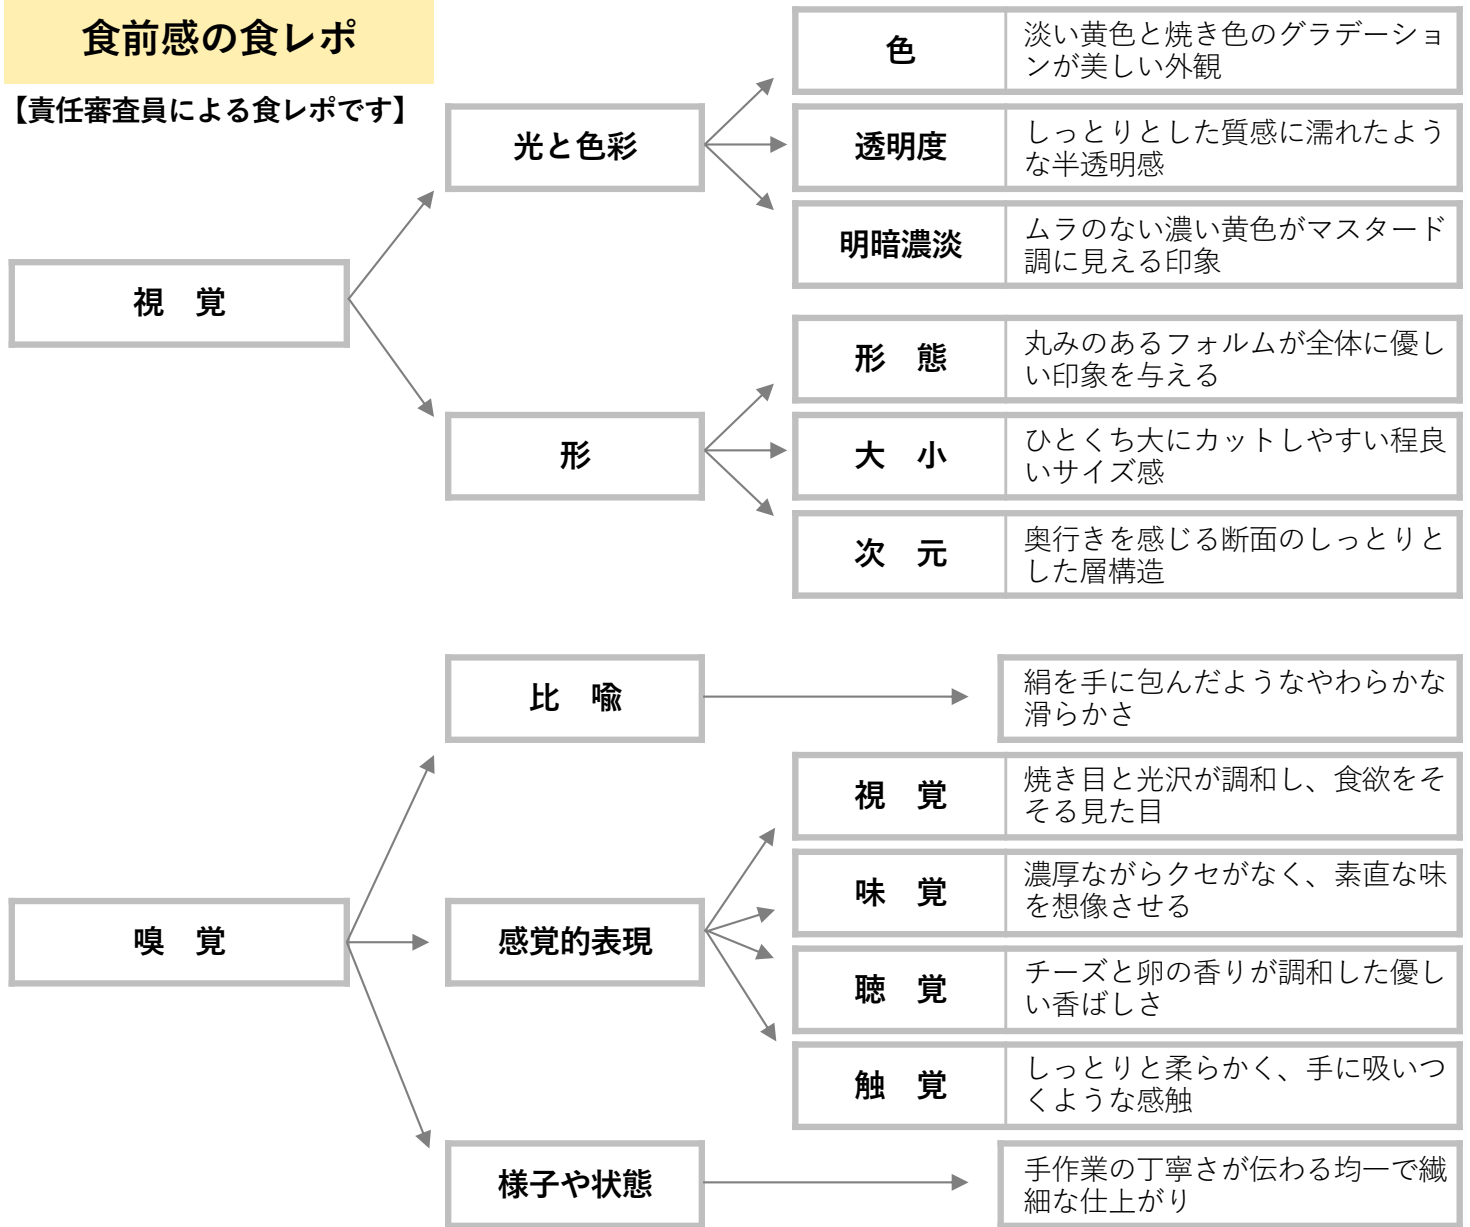 食前感の食レポ
【責任審査員による食レポです】
視　覚
光と色彩
色
淡い黄色と焼き色のグラデーショ
ンが美しい外観
透明度
しっとりとした質感に濡れたよう
な半透明感
明暗濃淡
ムラのない濃い黄色がマスタード
調に見える印象
形
形　態
丸みのあるフォルムが全体に優し
い印象を与える
大　小
ひとくち大にカットしやすい程良
いサイズ感
次　元
奥行きを感じる断面のしっとりと
した層構造
嗅　覚
比　喩
絹を手に包んだようなやわらかな
滑らかさ
感覚的表現
視　覚
焼き目と光沢が調和し、食欲をそ
そる見た目
味　覚
濃厚ながらクセがなく、素直な味
を想像させる
聴　覚
チーズと卵の香りが調和した優し
い香ばしさ
触　覚
しっとりと柔らかく、手に吸いつ
くような感触
様子や状態
手作業の丁寧さが伝わる均一で繊
細な仕上がり